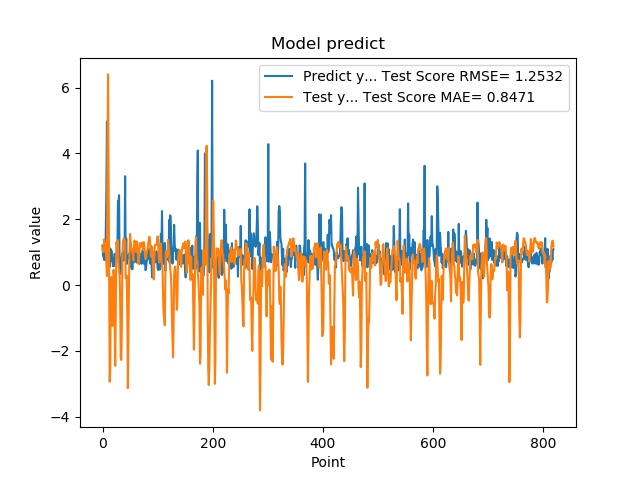 Model predict
Predict y... Test Score RMSE= 1.2532
Test y... Test Score MAE= 0.8471
Real value
6
4
2
0
−2
−4
0 200 400 600 800
Point